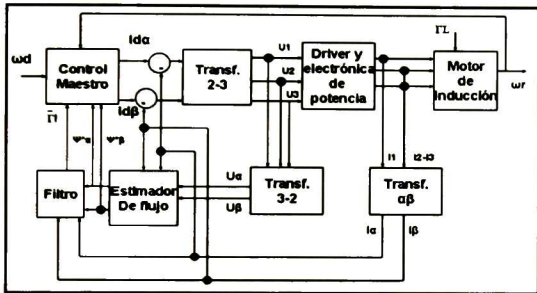 ωd
Control
Maestro
Idα
Idβ
-
-
Transf.
2-3
U1
U2
U3
Driver y
electrónica
de
potencia
ΓL
Motor
de
inducción
ωr
Ψ^α
Ψ^β
Filtro
Estimador
De flujo
Uα
Uβ
Transf.
3-2
I1
I2-I3
Transf.
αβ
Iα
Iβ